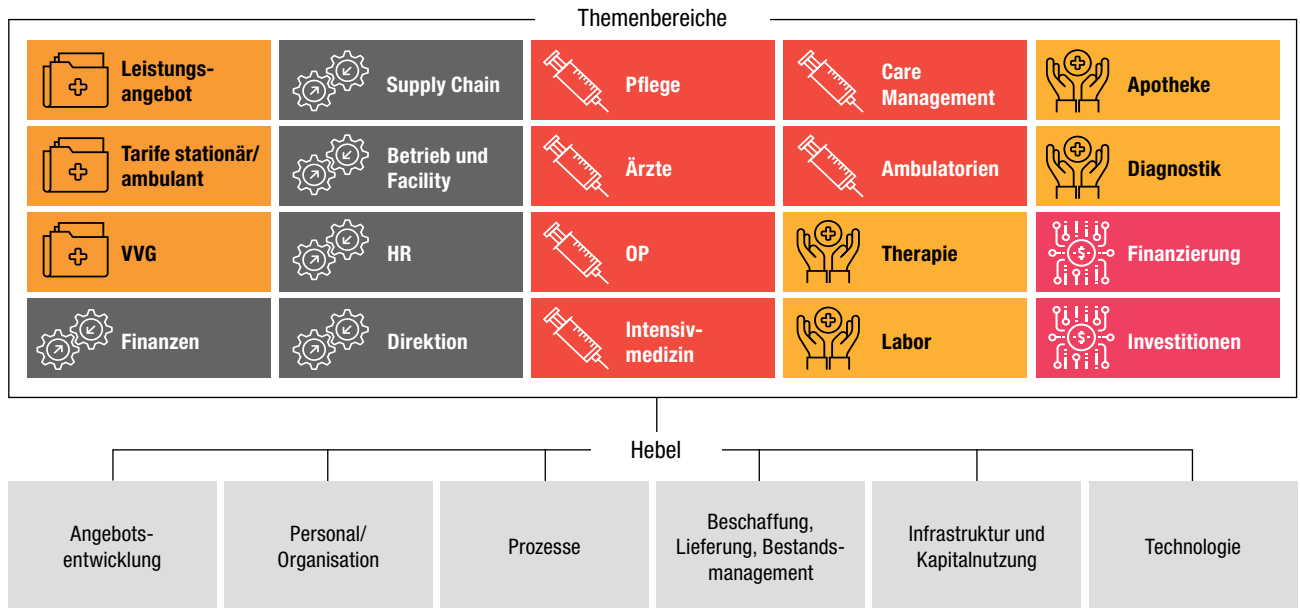 Themenbereiche
Leistungs-
angebot
Supply Chain
Pflege
Care
Management
Apotheke
Tarife stationär/
ambulant
Betrieb und
Facility
Ärzte
Ambulatorien
Diagnostik
VVG
HR
OP
Therapie
Finanzierung
Finanzen
Direktion
Intensiv-
medizin
Labor
Investitionen
Hebel
Angebots-
entwicklung
Personal/
Organisation
Prozesse
Beschaffung,
Lieferung, Bestands-
management
Infrastruktur und
Kapitalnutzung
Technologie